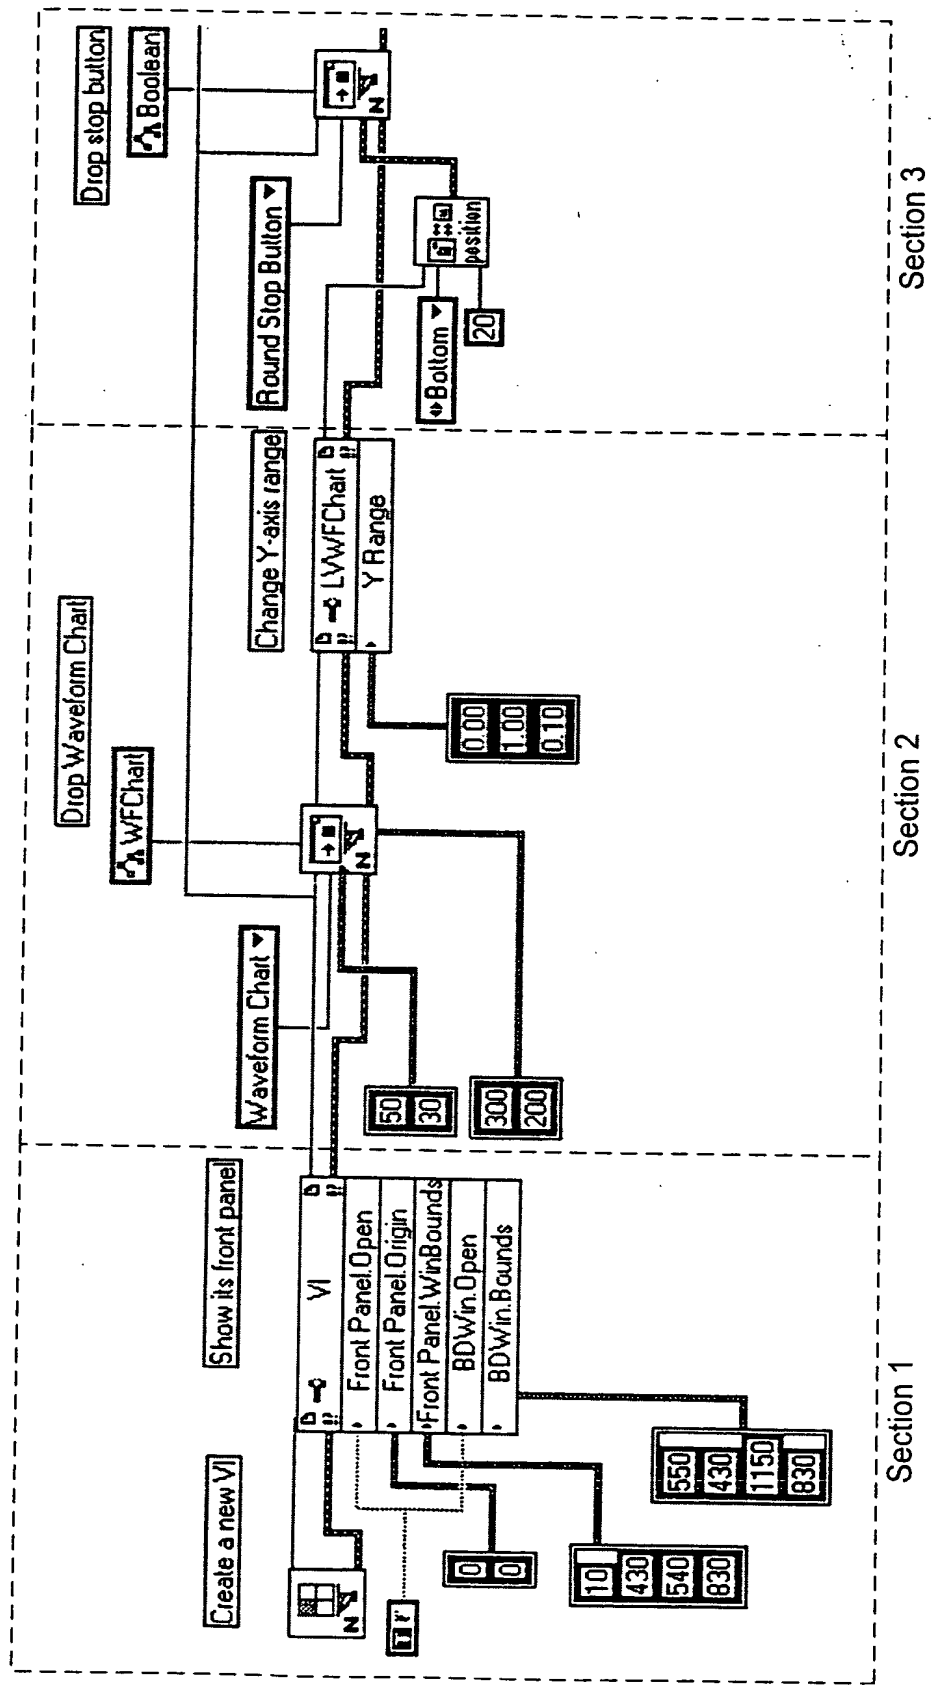 Create a new VI
Show its front panel
N
VI
Front Panel.Open
Front Panel.Origin
Front Panel.WinBounds
BDWin.Open
BDWin.Bounds
0
0
10
430
540
830
550
430
1150
830
Section 1
Drop Waveform Chart
WFChart
Waveform Chart
N
50
30
300
200
Change Y-axis range
LVWFChart
Y Range
0.00
1.00
0.10
Section 2
Drop stop button
Boolean
Round Stop Button
N
position
Bottom
20
Section 3